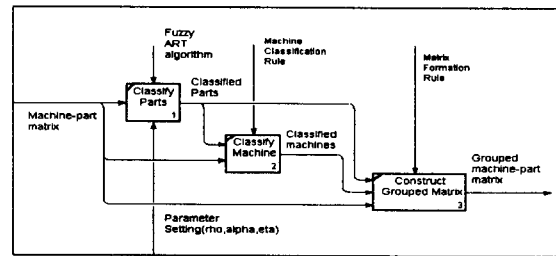 Fuzzy
ART
algorithm
Machine
Classification
Rule
Matrix
Formation
Rule
Classify
Parts
1
Classified
Parts
Machine-part
matrix
Classify
Machine
2
Classified
machines
Construct
Grouped Matrix
3
Grouped
machine-part
matrix
Parameter
Setting(rho,alpha,eta)